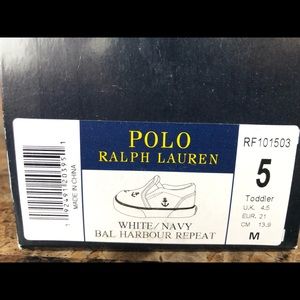 POLO
RALPH LAUREN
WHITE/NAVY
BAL HARBOUR REPEAT
RF101503
5
Toddler
U.K. 4.5
EUR. 21
CM 13.9
M
MADE IN CHINA